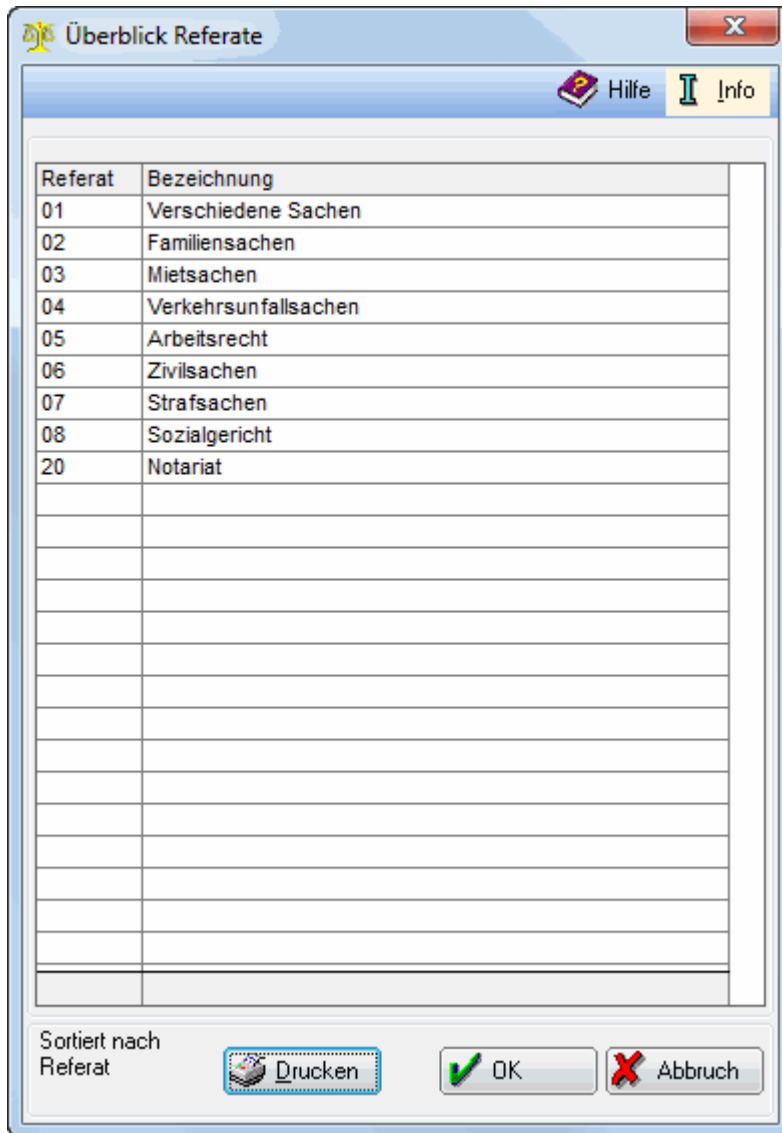 Überblick Referate
Hilfe Info
Referat Bezeichnung
01 Verschiedene Sachen
02 Familiensachen
03 Mietsachen
04 Verkehrsunfallsachen
05 Arbeitsrecht
06 Zivilsachen
07 Strafsachen
08 Sozialgericht
20 Notariat
Sortiert nach
Referat
Drucken OK Abbruch